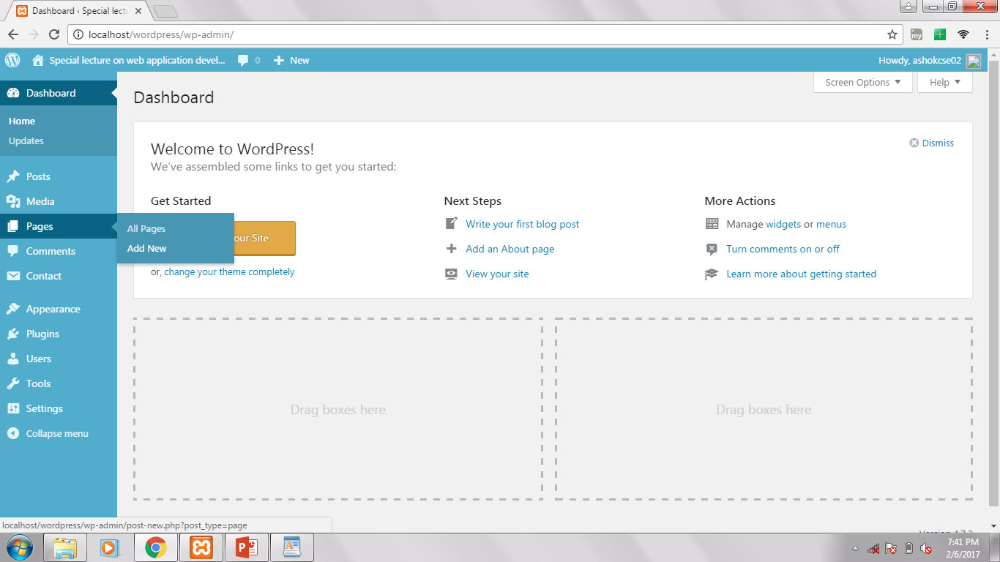 Dashboard ‹ Special lectu
localhost/wordpress/wp-admin/
my
Special lecture on web application devel...
0
New
Howdy, ashokcse02
Dashboard
Home
Updates
Posts
Media
Pages
Comments
Contact
Appearance
Plugins
Users
Tools
Settings
Collapse menu
All Pages
Add New
Screen Options
Help
Dashboard
Welcome to WordPress!
We've assembled some links to get you started:
Dismiss
Get Started
our Site
or, change your theme completely
Next Steps
Write your first blog post
Add an About page
View your site
More Actions
Manage widgets or menus
Turn comments on or off
Learn more about getting started
Drag boxes here
Drag boxes here
localhost/wordpress/wp-admin/post-new.php?post_type=page
7:41 PM
2/6/2017